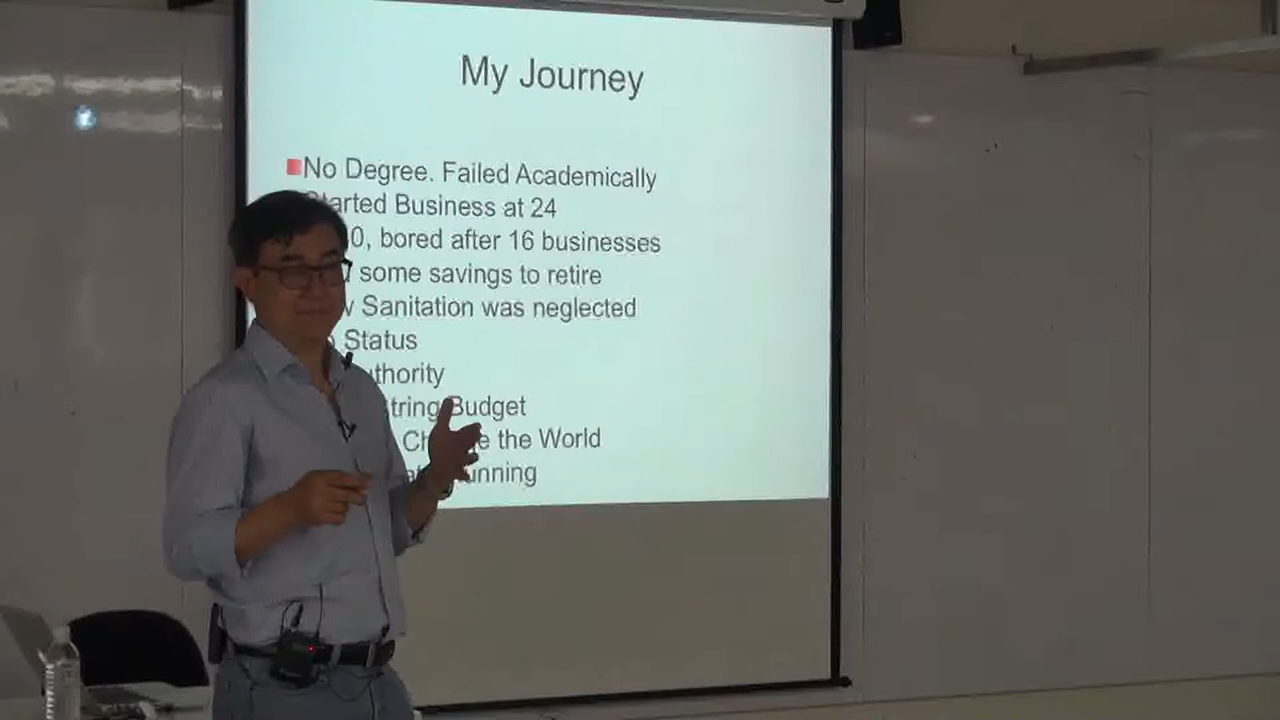 My Journey
No Degree. Failed Academically
Started Business at 24
0, bored after 16 businesses
some savings to retire
Sanitation was neglected
Status
Budget
the World